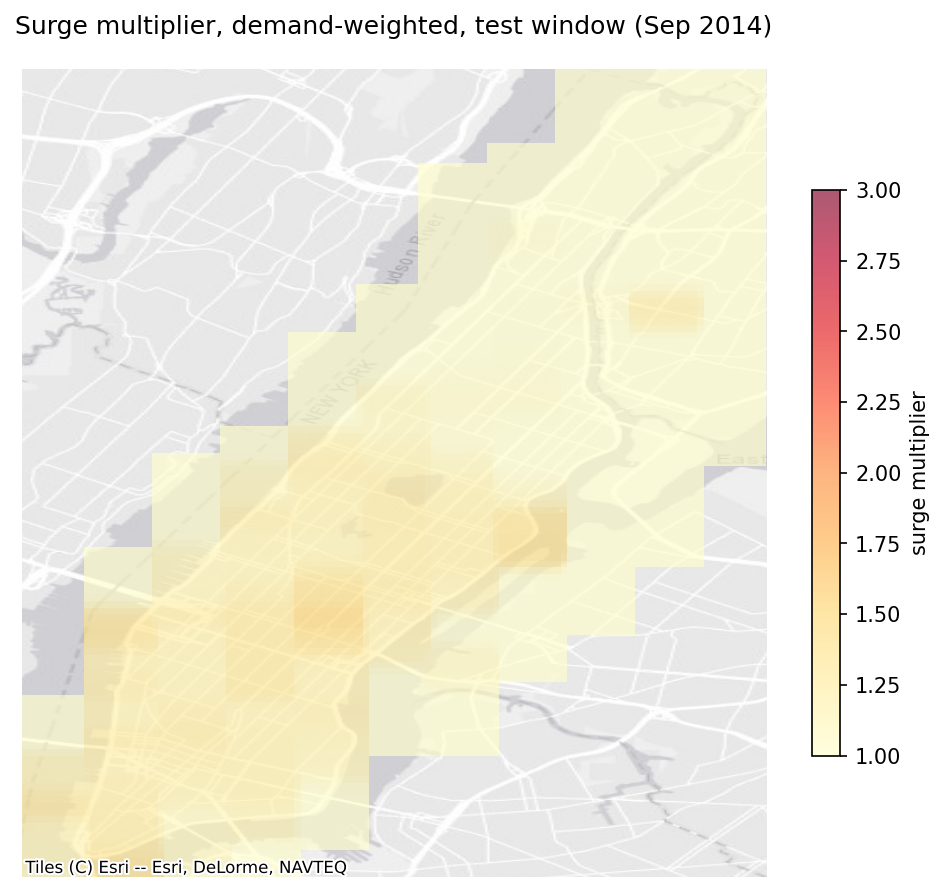 Surge multiplier, demand-weighted, test window (Sep 2014)
Hudson River
NEW YORK
East
3.00
2.75
2.50
2.25
2.00
1.75
1.50
1.25
1.00
surge multiplier
Tiles (C) Esri -- Esri, DeLorme, NAVTEQ